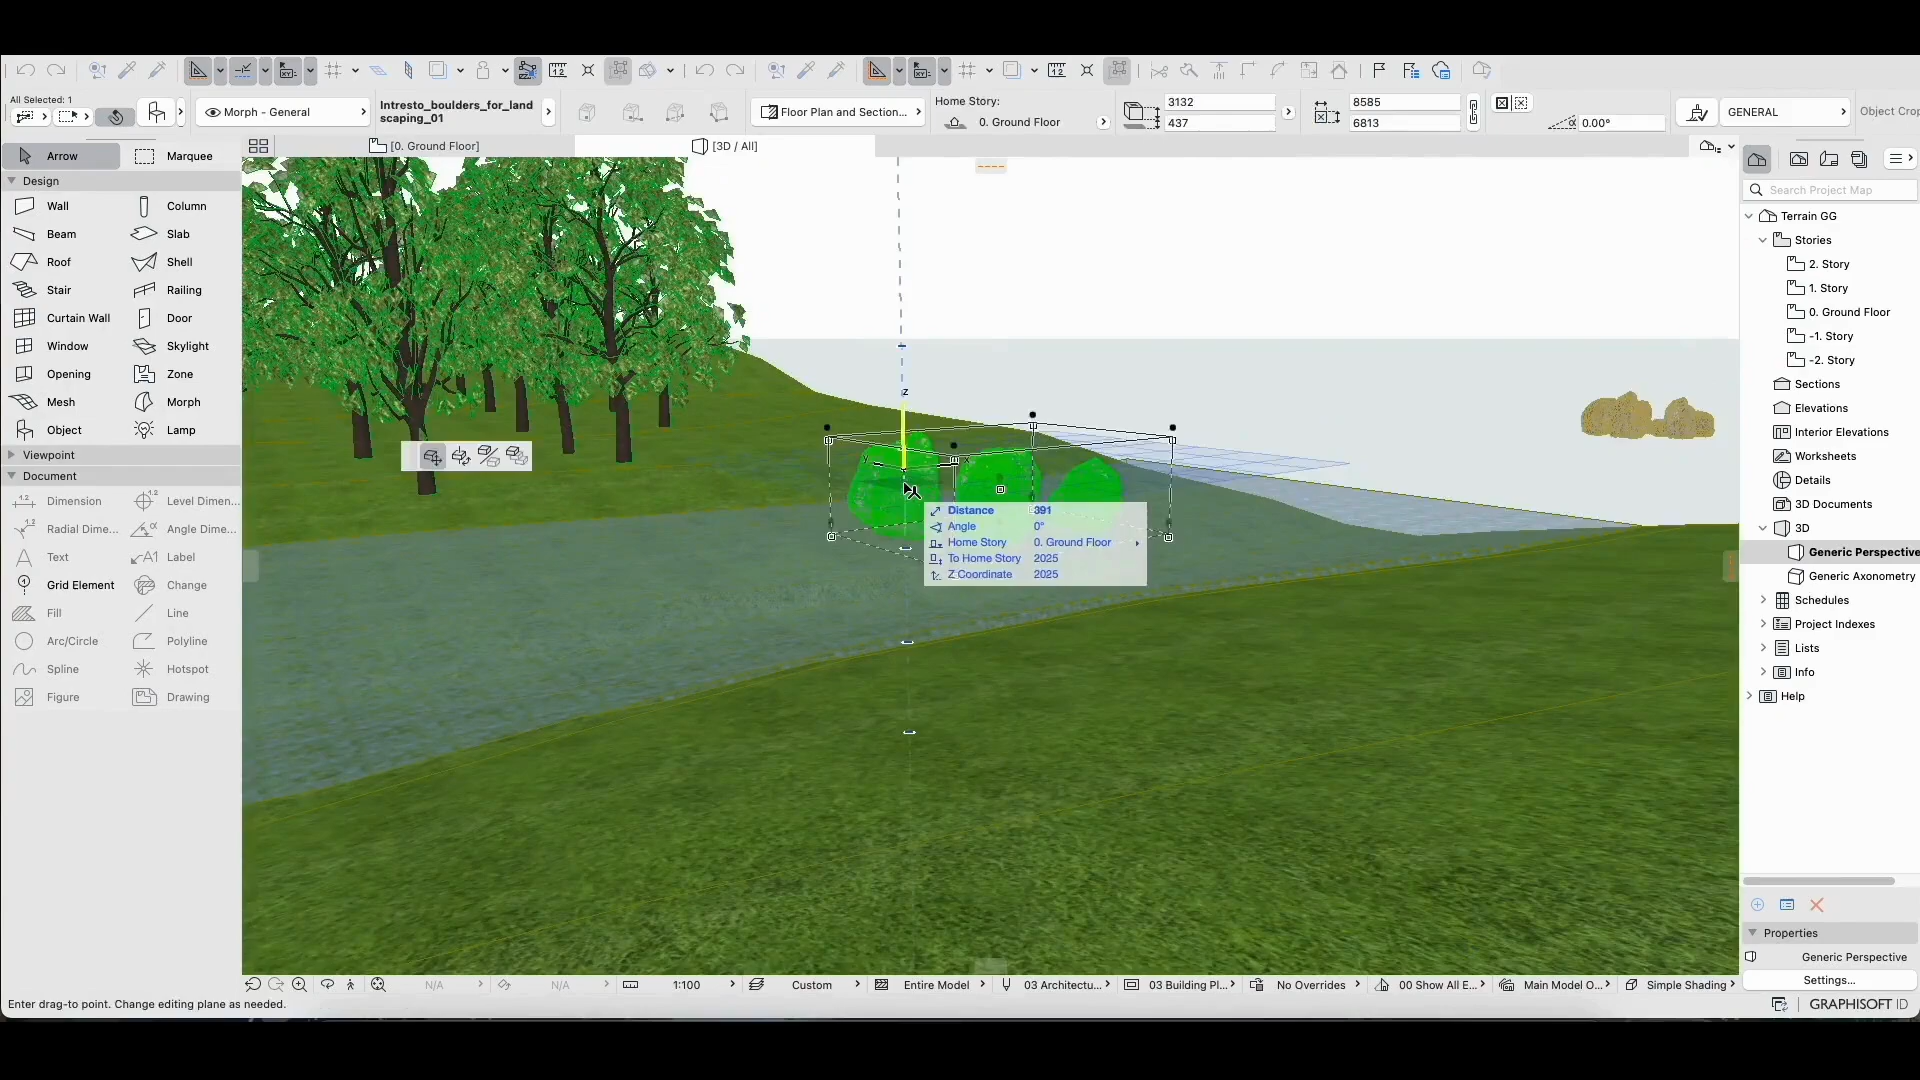 All Selected: 1
Morph - General
Intresto_boulders_for_land
scaping_01
Floor Plan and Section...
Home Story:
0. Ground Floor
3132
437
8585
6813
0.00°
GENERAL
Object Crop
[0. Ground Floor]
[3D / All]
Arrow
Marquee
Design
Wall
Column
Beam
Slab
Roof
Shell
Stair
Railing
Curtain Wall
Door
Window
Skylight
Opening
Zone
Mesh
Morph
Object
Lamp
Viewpoint
Document
Dimension
Level Dimen...
Radial Dime...
Angle Dime...
Text
Label
Grid Element
Change
Fill
Line
Arc/Circle
Polyline
Spline
Hotspot
Figure
Drawing
z
y
x
Distance 391
Angle 0°
Home Story 0. Ground Floor
To Home Story 2025
Z Coordinate 2025
Search Project Map
Terrain GG
Stories
2. Story
1. Story
0. Ground Floor
-1. Story
-2. Story
Sections
Elevations
Interior Elevations
Worksheets
Details
3D Documents
3D
Generic Perspective
Generic Axonometry
Schedules
Project Indexes
Lists
Info
Help
Properties
Generic Perspective
Settings...
N/A
N/A
1:100
Custom
Entire Model
03 Architectu...
03 Building Pl...
No Overrides
00 Show All E...
Main Model O...
Simple Shading
Enter drag-to point. Change editing plane as needed.
GRAPHISOFT ID